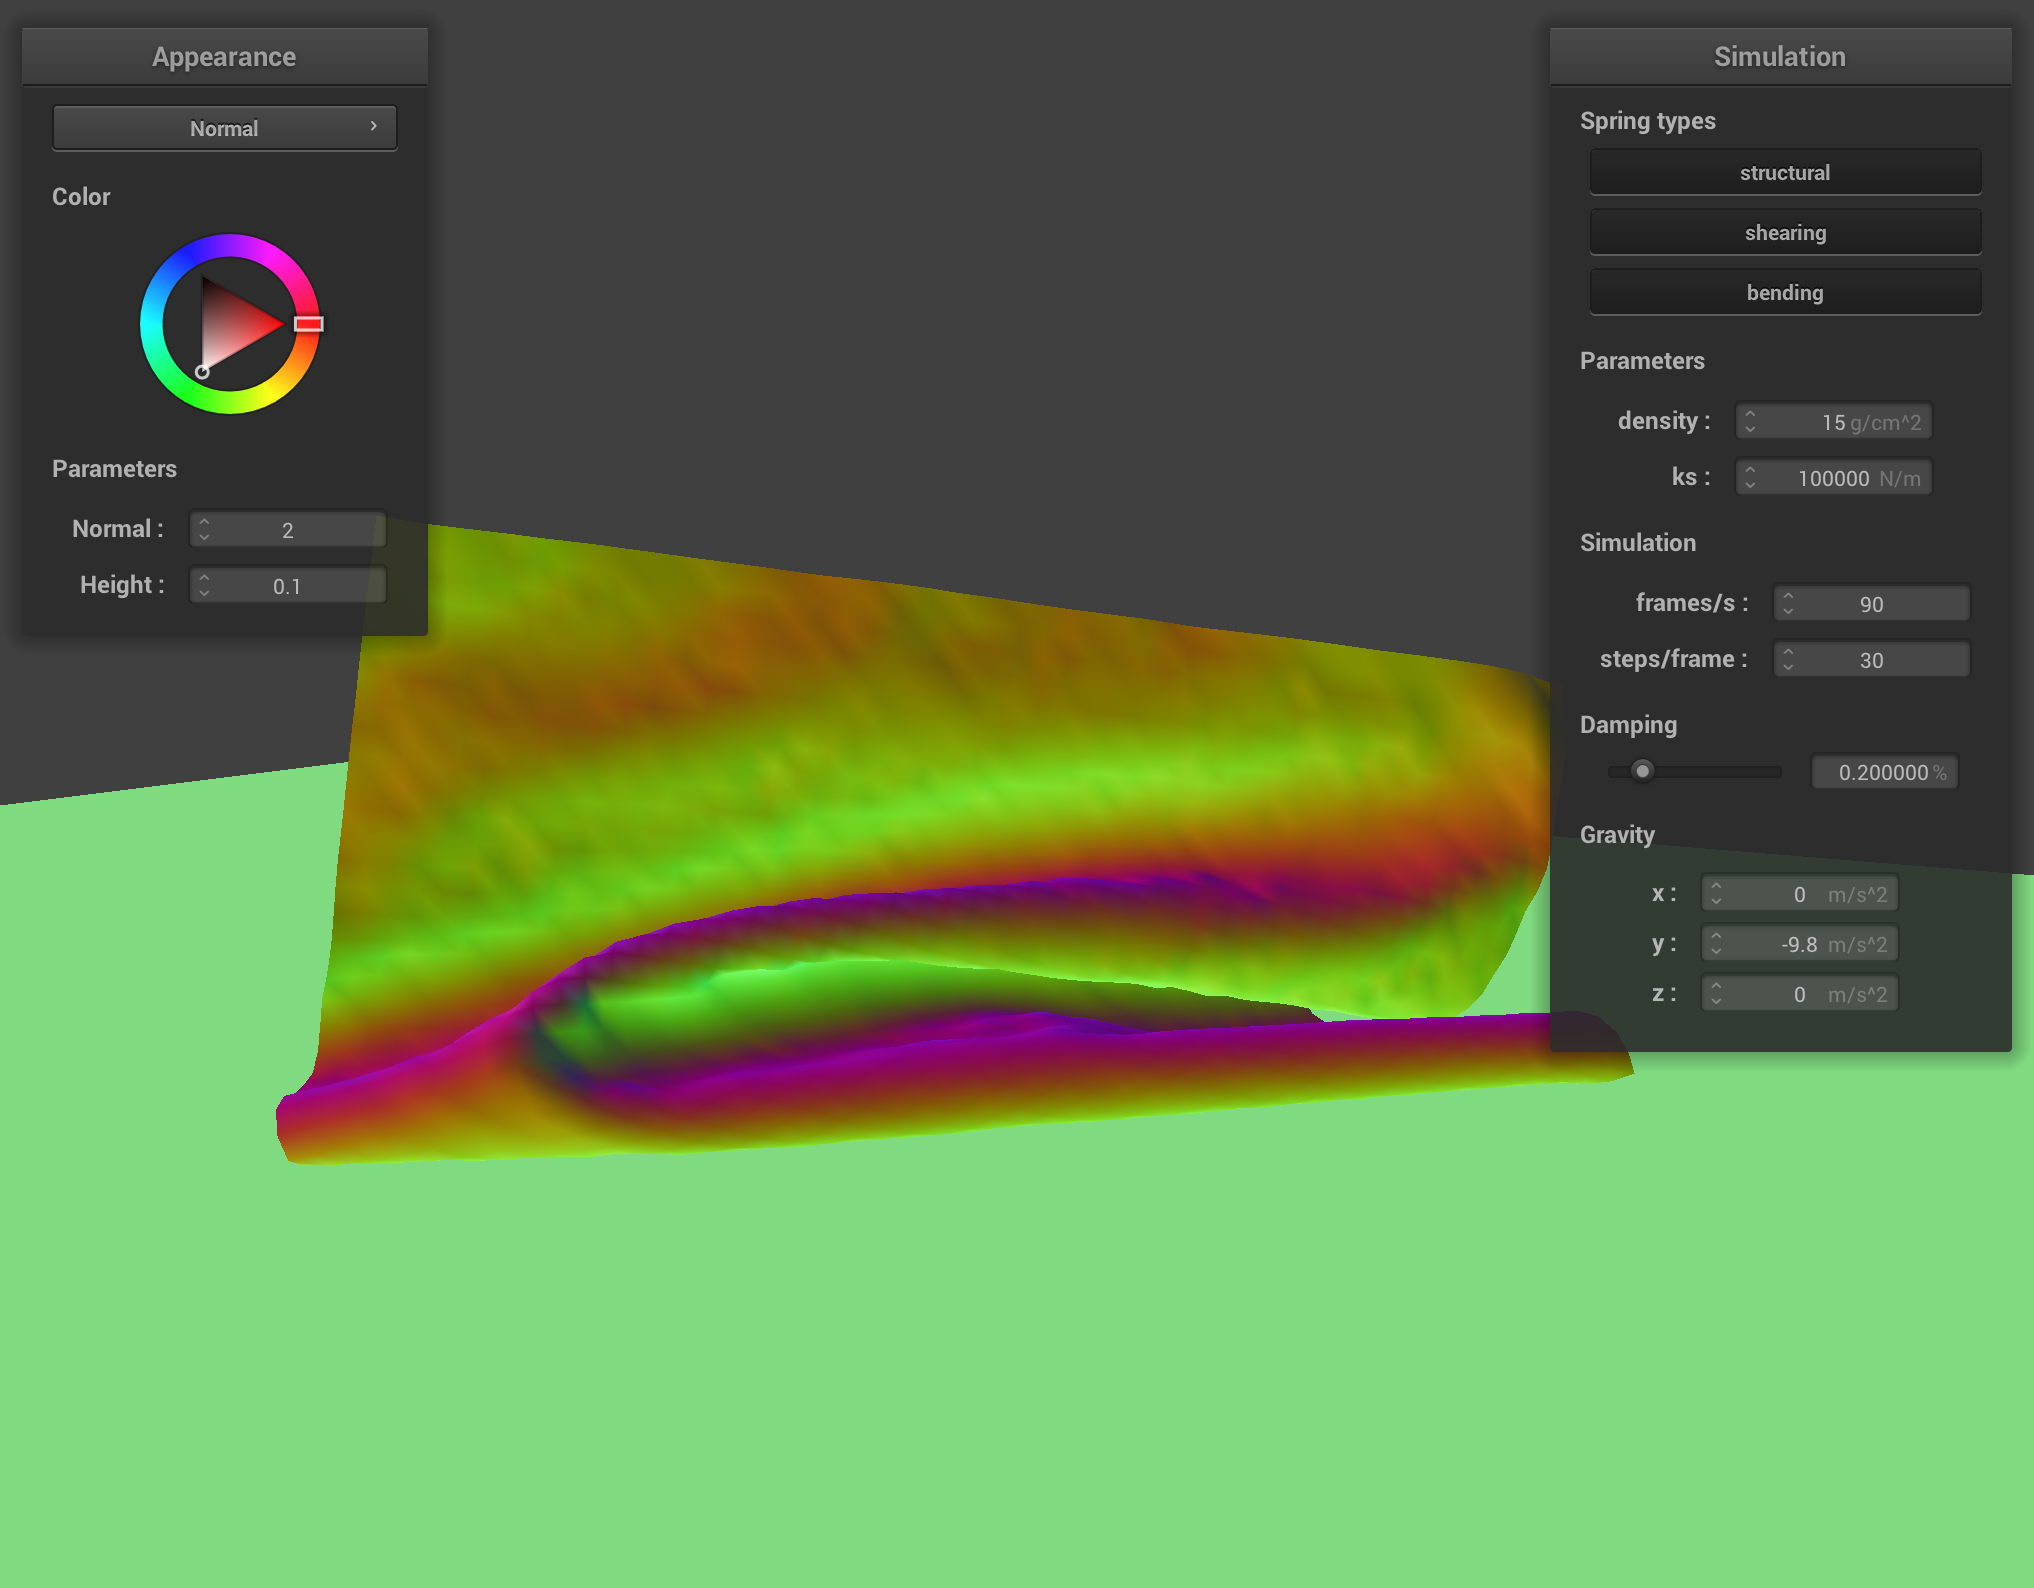 Appearance
Normal
Color
Parameters
Normal : 2
Height : 0.1
Simulation
Spring types
structural
shearing
bending
Parameters
density : 15 g/cm^2
ks : 100000 N/m
Simulation
frames/s : 90
steps/frame : 30
Damping
0.200000 %
Gravity
x : 0 m/s^2
y : -9.8 m/s^2
z : 0 m/s^2